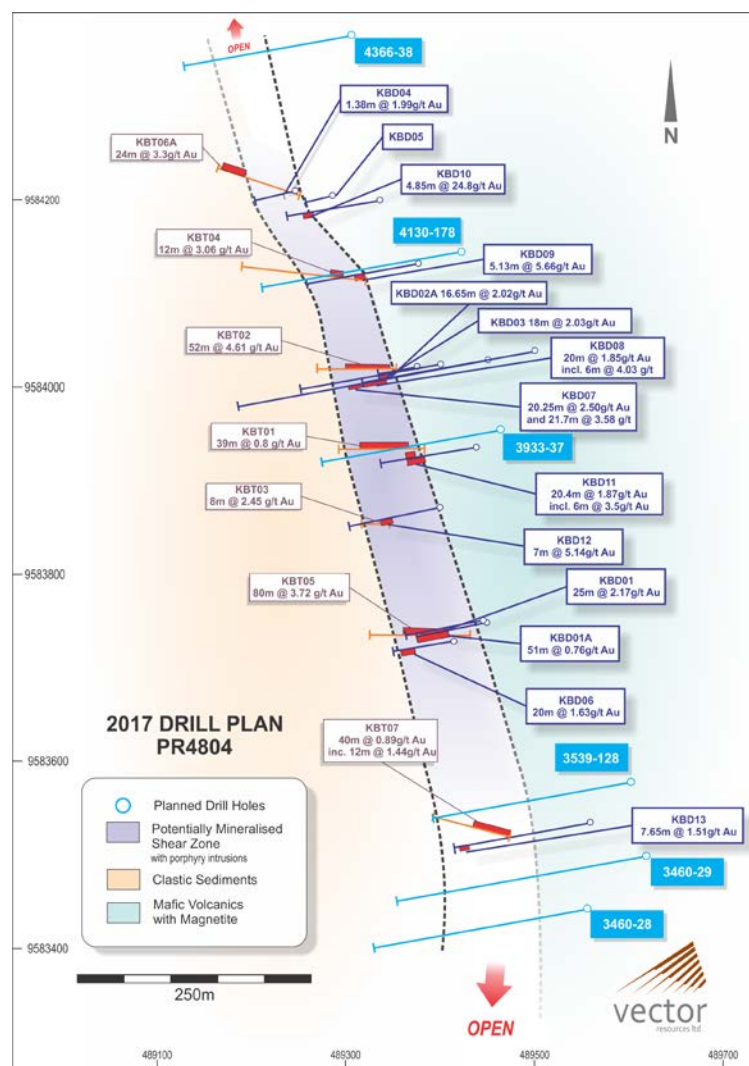 OPEN
4366-38
KBD04
1.38m @ 1.99g/t Au
KBD05
KBT06A
24m @ 3.3g/t Au
KBD10
4.85m @ 24.8g/t Au
N
9584200
4130-178
KBT04
12m @ 3.06 g/t Au
KBD09
5.13m @ 5.66g/t Au
KBD02A 16.65m @ 2.02g/t Au
KBD03 18m @ 2.03g/t Au
KBT02
52m @ 4.61 g/t Au
KBD08
20m @ 1.85g/t Au
incl. 6m @ 4.03 g/t
9584000
KBD07
20.25m @ 2.50g/t Au
and 21.7m @ 3.58 g/t
KBT01
39m @ 0.8 g/t Au
3933-37
KBD11
20.4m @ 1.87g/t Au
incl. 6m @ 3.5g/t Au
KBT03
8m @ 2.45 g/t Au
KBD12
7m @ 5.14g/t Au
9583800
KBT05
80m @ 3.72 g/t Au
KBD01
25m @ 2.17g/t Au
KBD01A
51m @ 0.76g/t Au
KBD06
20m @ 1.63g/t Au
2017 DRILL PLAN
PR4804
KBT07
40m @ 0.89g/t Au
inc. 12m @ 1.44g/t Au
3539-128
9583600
Planned Drill Holes
Potentially Mineralised
Shear Zone
with porphyry intrusions
Clastic Sediments
Mafic Volcanics
with Magnetite
KBD13
7.65m @ 1.51g/t Au
3460-29
3460-28
9583400
250m
OPEN
vector
resources ltd
489100
489300
489500
489700